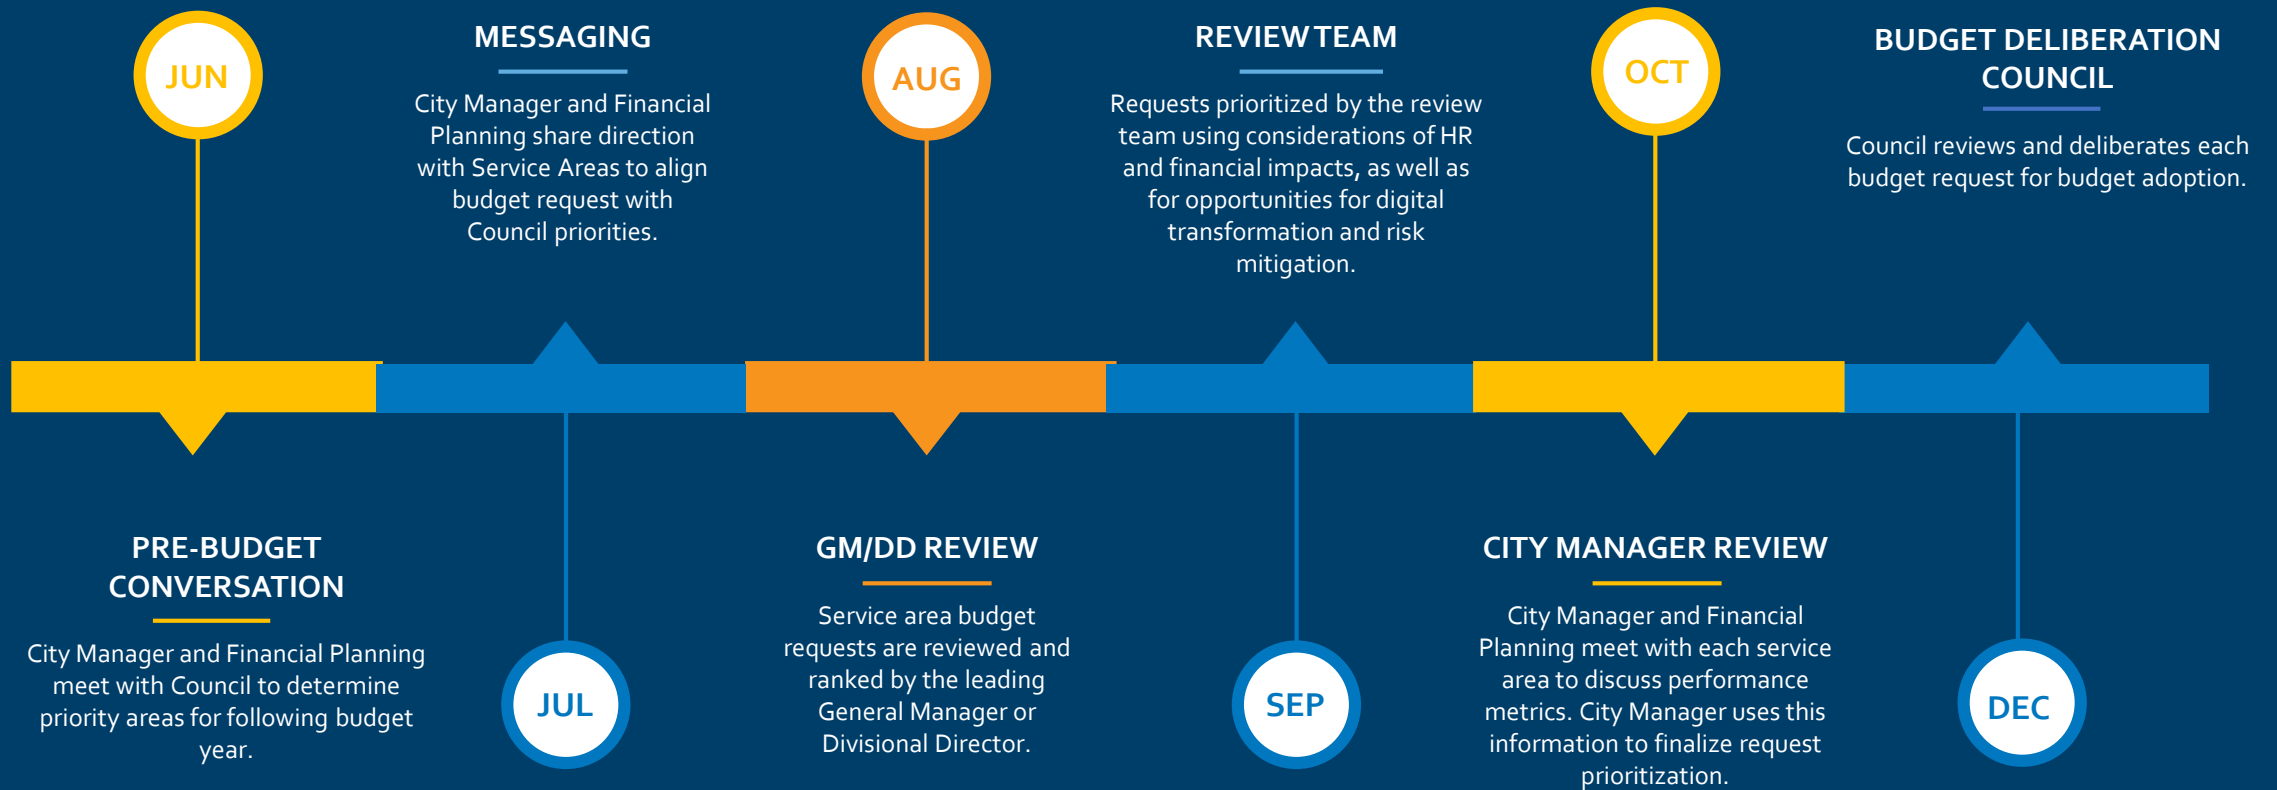 JUN
PRE-BUDGET
CONVERSATION
City Manager and Financial Planning
meet with Council to determine
priority areas for following budget
year.
MESSAGING
City Manager and Financial
Planning share direction
with Service Areas to align
budget request with
Council priorities.
JUL
AUG
GM/DD REVIEW
Service area budget
requests are reviewed and
ranked by the leading
General Manager or
Divisional Director.
REVIEW TEAM
Requests prioritized by the review
team using considerations of HR
and financial impacts, as well as
for opportunities for digital
transformation and risk
mitigation.
SEP
OCT
CITY MANAGER REVIEW
City Manager and Financial
Planning meet with each service
area to discuss performance
metrics. City Manager uses this
information to finalize request
prioritization.
BUDGET DELIBERATION
COUNCIL
Council reviews and deliberates each
budget request for budget adoption.
DEC